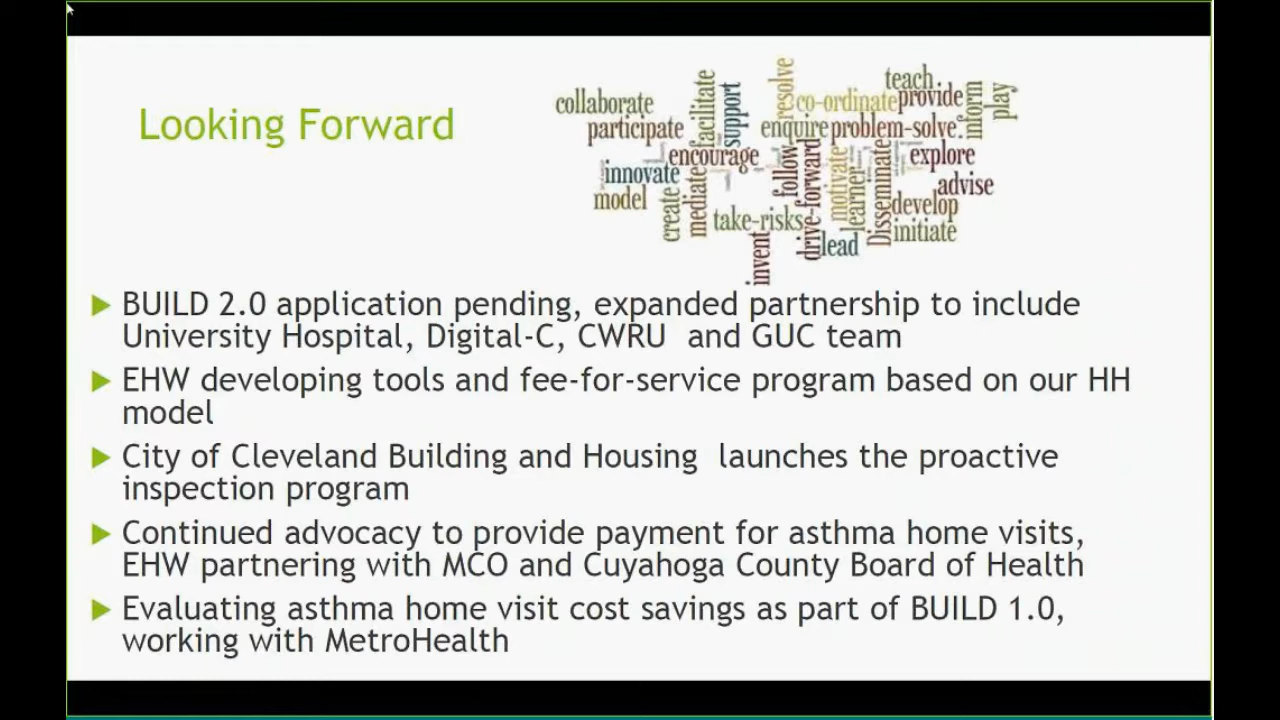 Looking Forward
collaborate
participate
facilitate
support
resolve
co-ordinate
teach
provide
inform
play
enquire
problem-solve.
encourage
innovate
model
create
mediate
take-risks
invent
follow
drive-forward
motivate
learner
Disseminate
explore
advise
develop
initiate
lead
BUILD 2.0 application pending, expanded partnership to include
University Hospital, Digital-C, CWRU and GUC team
EHW developing tools and fee-for-service program based on our HH
model
City of Cleveland Building and Housing launches the proactive
inspection program
Continued advocacy to provide payment for asthma home visits,
EHW partnering with MCO and Cuyahoga County Board of Health
Evaluating asthma home visit cost savings as part of BUILD 1.0,
working with MetroHealth